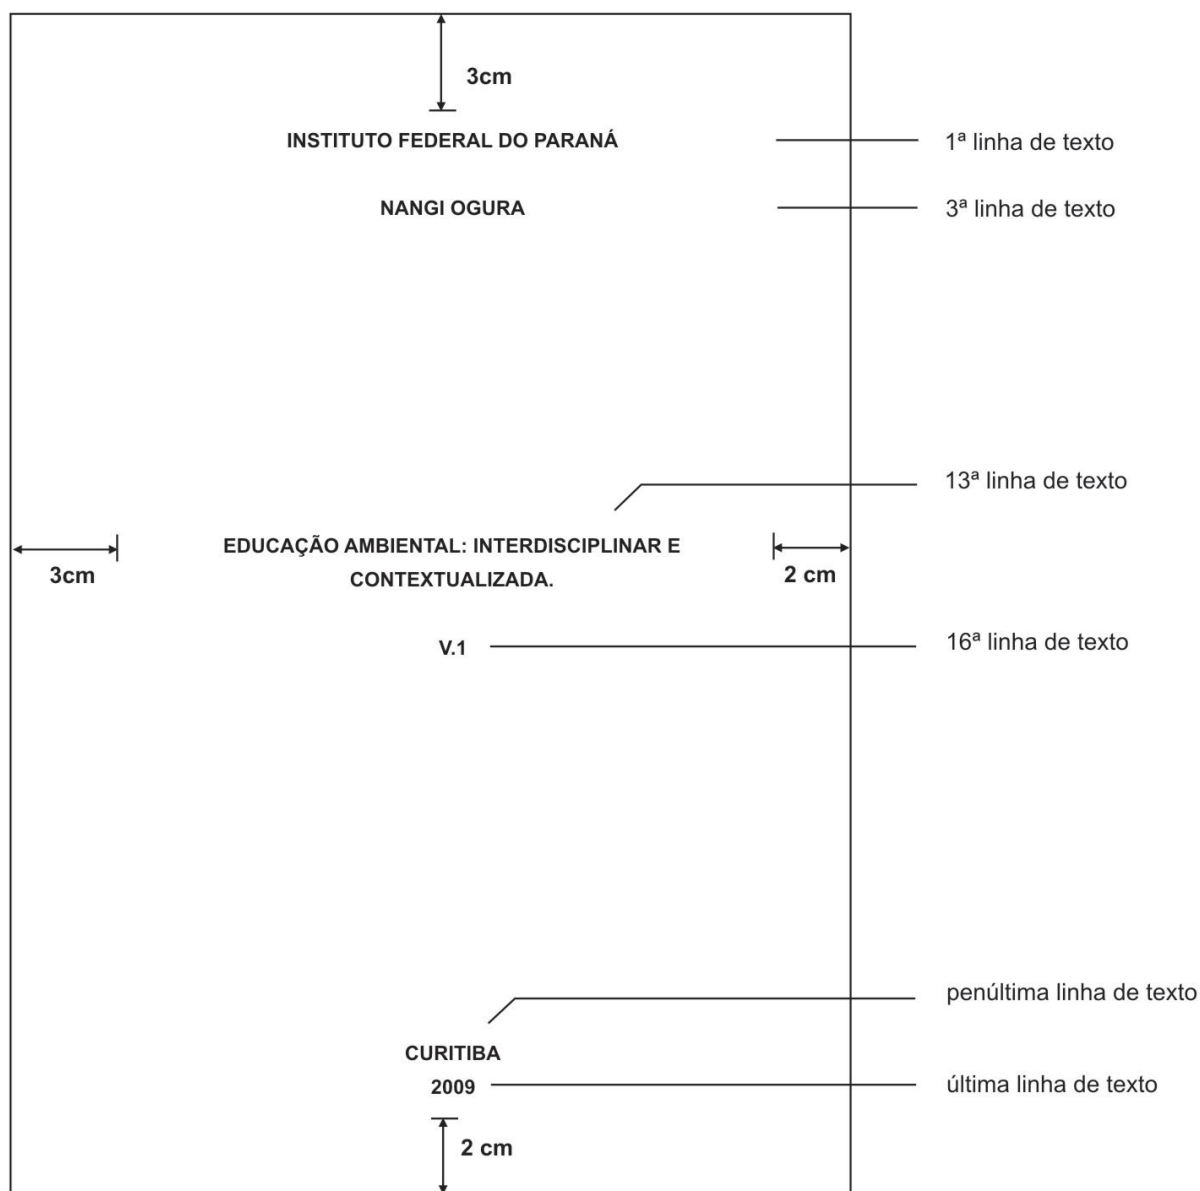 3cm
INSTITUTO FEDERAL DO PARANÁ
1ª linha de texto
NANGI OGURA
3ª linha de texto
13ª linha de texto
EDUCAÇÃO AMBIENTAL: INTERDISCIPLINAR E
CONTEXTUALIZADA.
3cm
2 cm
V.1
16ª linha de texto
penúltima linha de texto
CURITIBA
2009
última linha de texto
2 cm